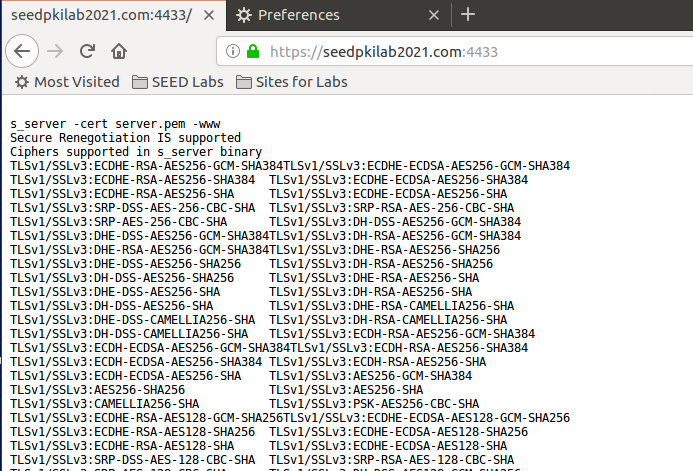 seedpkilab2021.com:4433/ Preferences
https://seedpkilab2021.com:4433
Most Visited SEED Labs Sites for Labs
s_server -cert server.pem -www
Secure Renegotiation IS supported
Ciphers supported in s_server binary
TLSv1/SSLv3:ECDHE-RSA-AES256-GCM-SHA384TLSv1/SSLv3:ECDHE-ECDSA-AES256-GCM-SHA384
TLSv1/SSLv3:ECDHE-RSA-AES256-SHA384 TLSv1/SSLv3:ECDHE-ECDSA-AES256-SHA384
TLSv1/SSLv3:ECDHE-RSA-AES256-SHA TLSv1/SSLv3:ECDHE-ECDSA-AES256-SHA
TLSv1/SSLv3:SRP-DSS-AES-256-CBC-SHA TLSv1/SSLv3:SRP-RSA-AES-256-CBC-SHA
TLSv1/SSLv3:SRP-AES-256-CBC-SHA TLSv1/SSLv3:DH-DSS-AES256-GCM-SHA384
TLSv1/SSLv3:DHE-DSS-AES256-GCM-SHA384TLSv1/SSLv3:DH-RSA-AES256-GCM-SHA384
TLSv1/SSLv3:DHE-RSA-AES256-GCM-SHA384TLSv1/SSLv3:DHE-RSA-AES256-SHA256
TLSv1/SSLv3:DHE-DSS-AES256-SHA256 TLSv1/SSLv3:DH-RSA-AES256-SHA256
TLSv1/SSLv3:DH-DSS-AES256-SHA256 TLSv1/SSLv3:DHE-RSA-AES256-SHA
TLSv1/SSLv3:DHE-DSS-AES256-SHA TLSv1/SSLv3:DH-RSA-AES256-SHA
TLSv1/SSLv3:DH-DSS-AES256-SHA TLSv1/SSLv3:DHE-RSA-CAMELLIA256-SHA
TLSv1/SSLv3:DHE-DSS-CAMELLIA256-SHA TLSv1/SSLv3:DH-RSA-CAMELLIA256-SHA
TLSv1/SSLv3:DH-DSS-CAMELLIA256-SHA TLSv1/SSLv3:ECDH-RSA-AES256-GCM-SHA384
TLSv1/SSLv3:ECDH-ECDSA-AES256-GCM-SHA384TLSv1/SSLv3:ECDH-RSA-AES256-SHA384
TLSv1/SSLv3:ECDH-ECDSA-AES256-SHA384 TLSv1/SSLv3:ECDH-RSA-AES256-SHA
TLSv1/SSLv3:ECDH-ECDSA-AES256-SHA TLSv1/SSLv3:AES256-GCM-SHA384
TLSv1/SSLv3:AES256-SHA256 TLSv1/SSLv3:AES256-SHA
TLSv1/SSLv3:CAMELLIA256-SHA TLSv1/SSLv3:PSK-AES256-CBC-SHA
TLSv1/SSLv3:ECDHE-RSA-AES128-GCM-SHA256TLSv1/SSLv3:ECDHE-ECDSA-AES128-GCM-SHA256
TLSv1/SSLv3:ECDHE-RSA-AES128-SHA256 TLSv1/SSLv3:ECDHE-ECDSA-AES128-SHA256
TLSv1/SSLv3:ECDHE-RSA-AES128-SHA TLSv1/SSLv3:ECDHE-ECDSA-AES128-SHA
TLSv1/SSLv3:SRP-DSS-AES-128-CBC-SHA TLSv1/SSLv3:SRP-RSA-AES-128-CBC-SHA